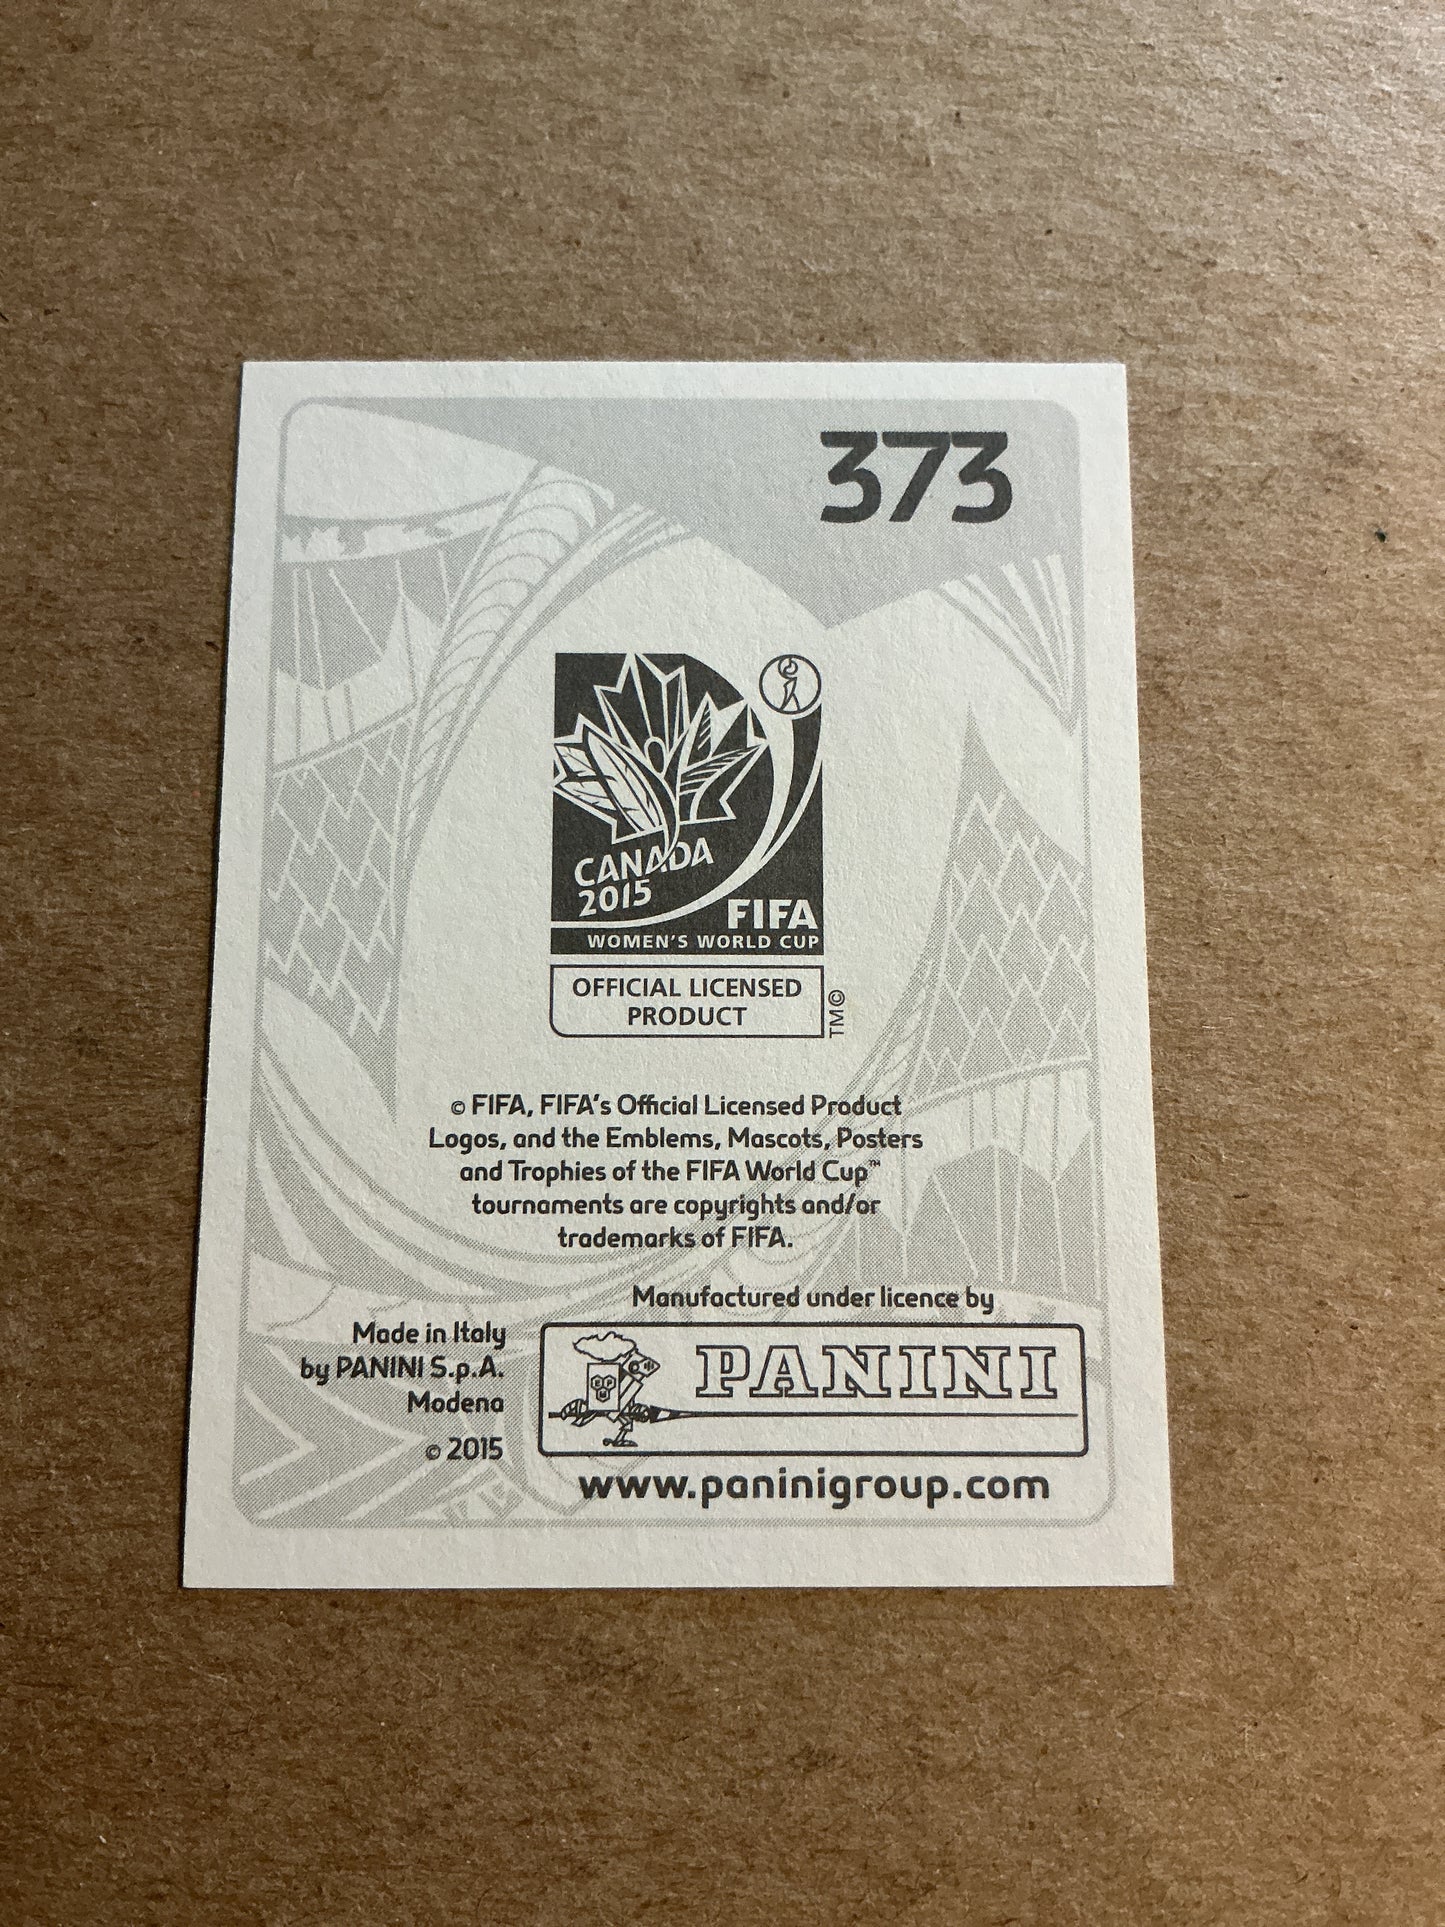 373
CANADA
2015
FIFA
WOMEN'S WORLD CUP
OFFICIAL LICENSED
PRODUCT
TM©
© FIFA, FIFA's Official Licensed Product
Logos, and the Emblems, Mascots, Posters
and Trophies of the FIFA World Cup™
tournaments are copyrights and/or
trademarks of FIFA.
Manufactured under licence by
Made in Italy
by PANINI S.p.A.
Modena
© 2015
PANINI
www.paninigroup.com